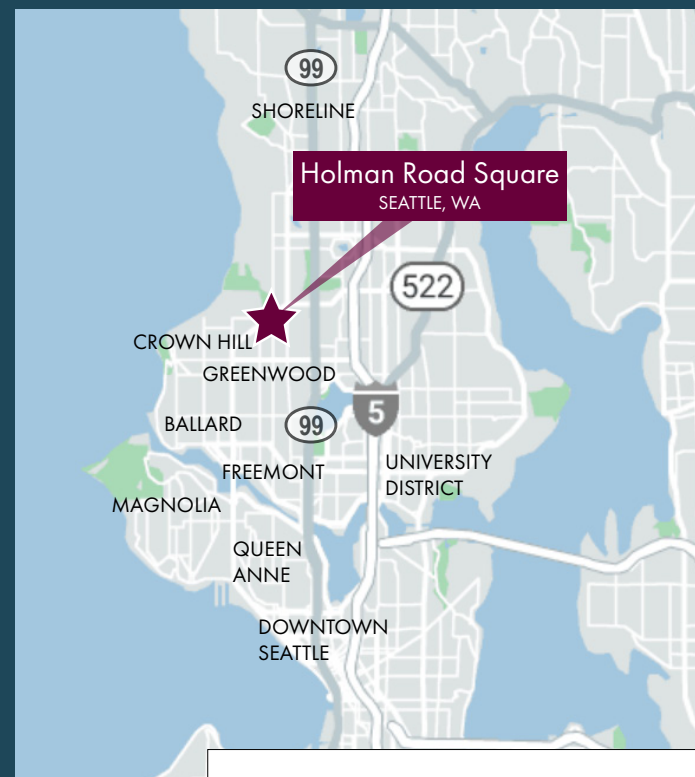 99
SHORELINE
Holman Road Square
SEATTLE, WA
522
CROWN HILL
GREENWOOD
5
BALLARD
99
FREEMONT
UNIVERSITY
DISTRICT
MAGNOLIA
QUEEN
ANNE
DOWNTOWN
SEATTLE